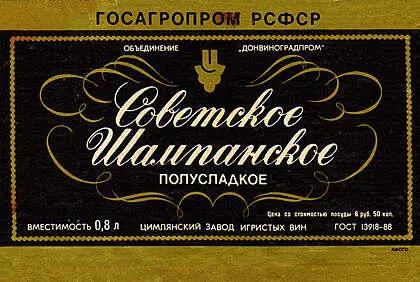 ГОСАГРОПРОМ РСФСР
ОБЪЕДИНЕНИЕ „ДОНВИНОГРАДПРОМ"
Советское
Шампанское
ПОЛУСЛАДКОЕ
Цена со стоимостью посуды 6 руб. 50 коп.
ВМЕСТИМОСТЬ 0,8 л ЦИМЛЯНСКИЙ ЗАВОД ИГРИСТЫХ ВИН ГОСТ 13918-88